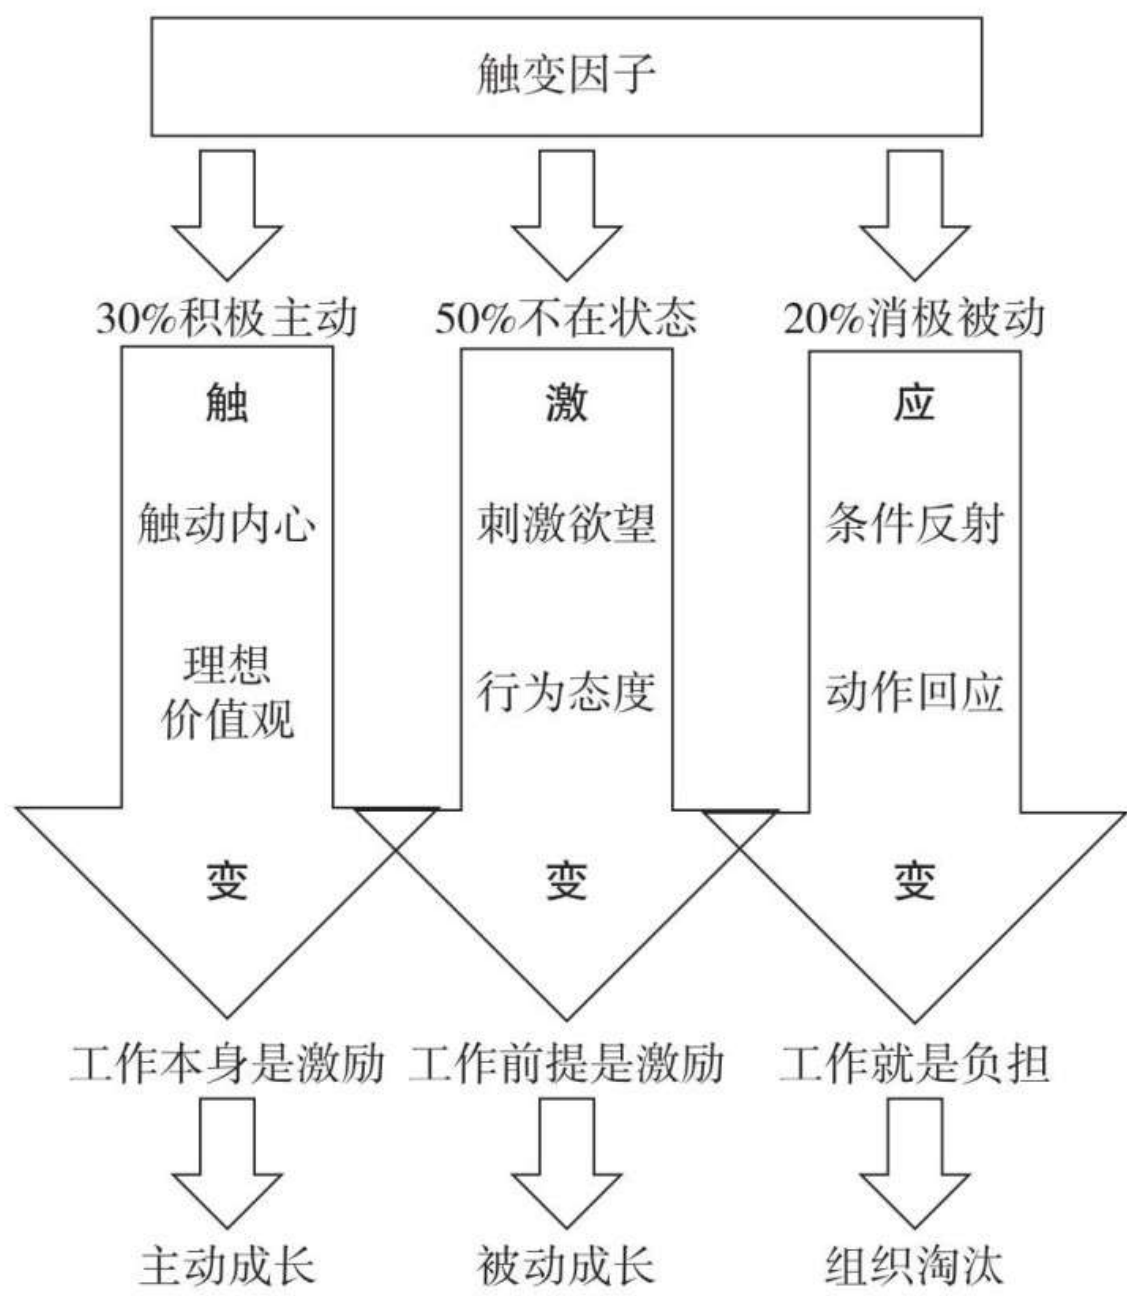 触变因子
30%积极主动
50%不在状态
20%消极被动
触
激
应
触动内心
刺激欲望
条件反射
理想
价值观
行为态度
动作回应
变
变
变
工作本身是激励
工作前提是激励
工作就是负担
主动成长
被动成长
组织淘汰